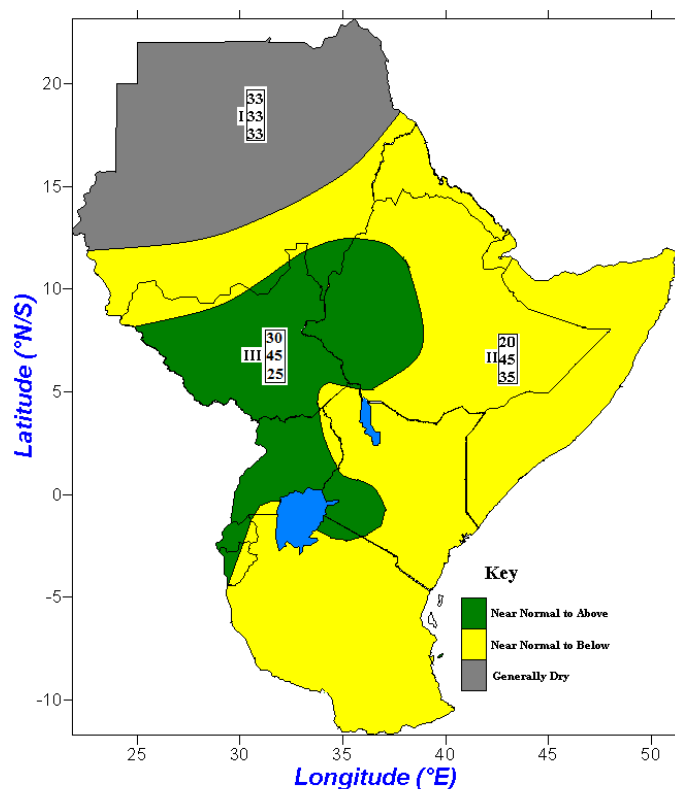 20
15
10
5
0
-5
-10
Latitude (°N/S)
33
I 33
33
30
III 45
25
20
II 45
35
Key
Near Normal to Above
Near Normal to Below
Generally Dry
25 30 35 40 45 50
Longitude (°E)